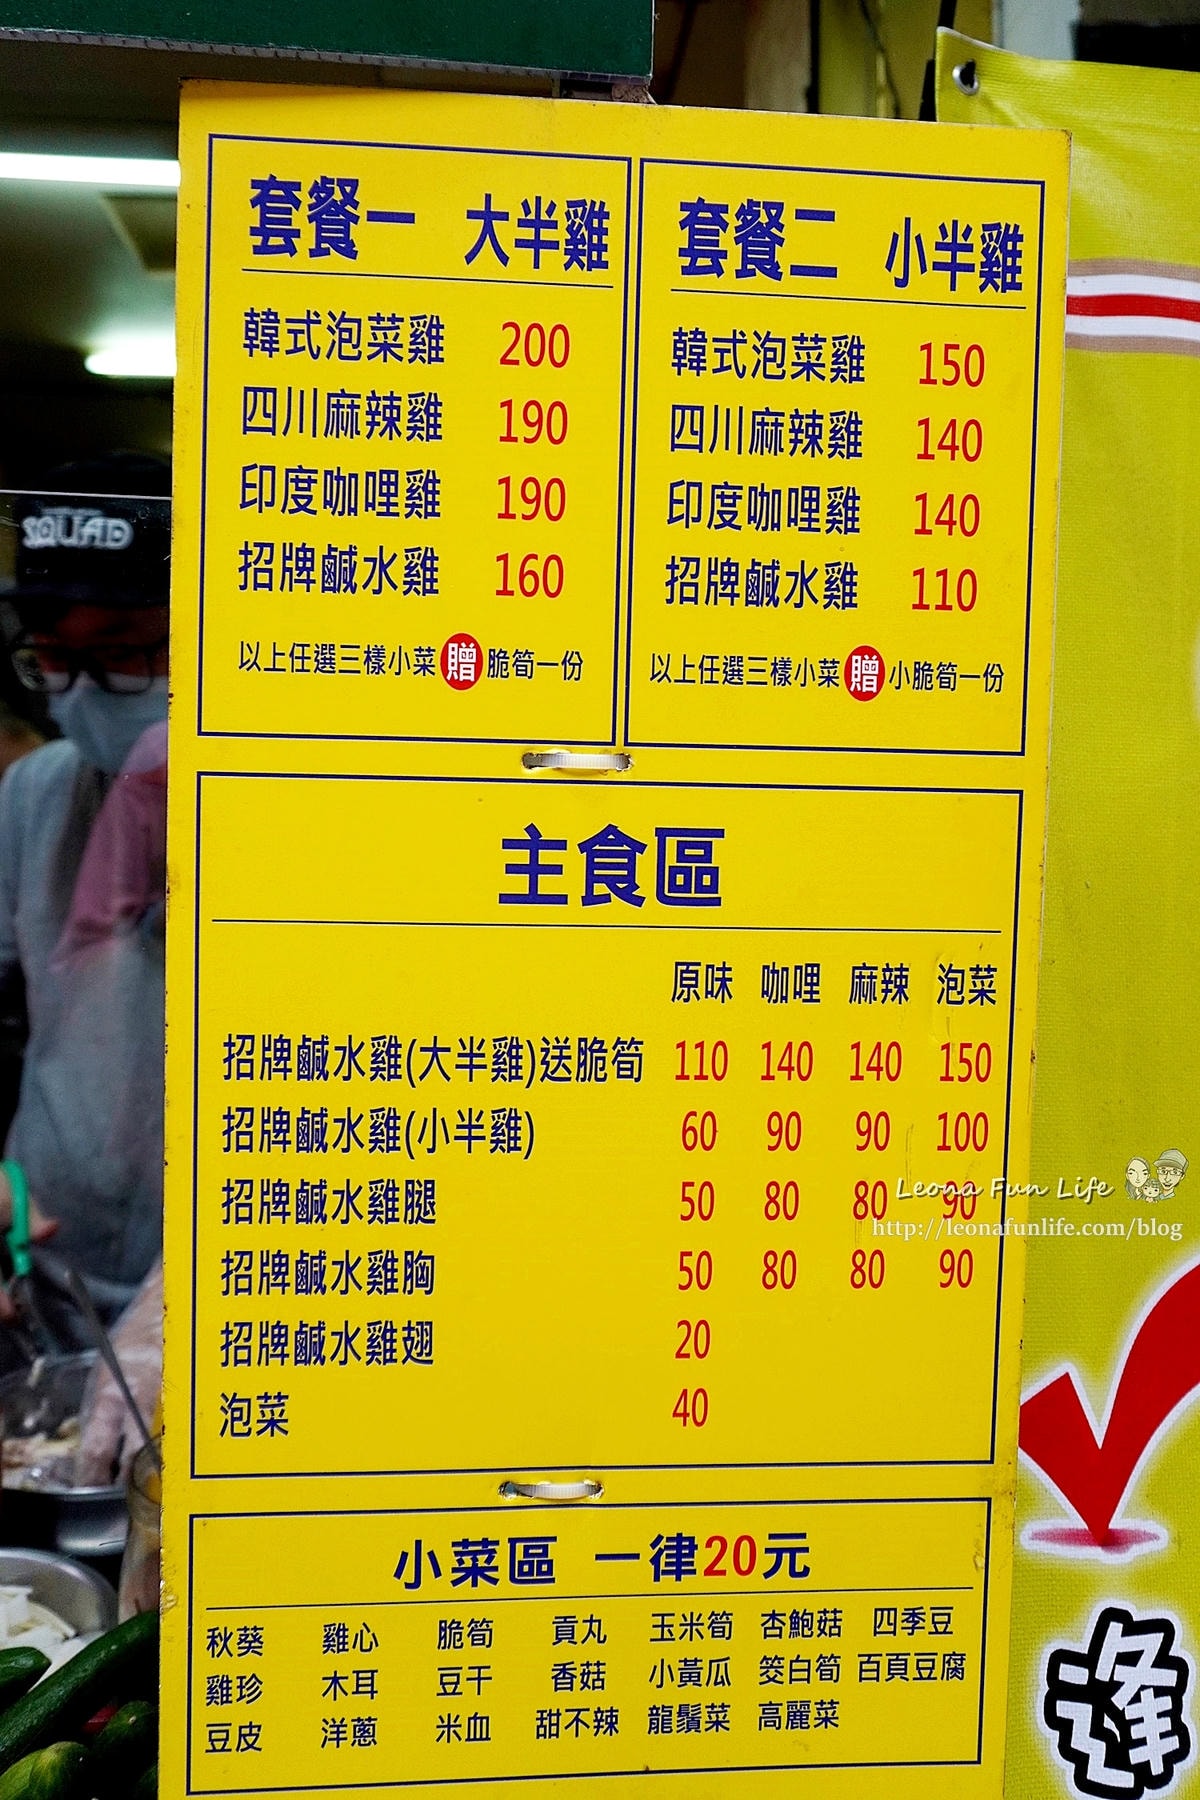 SQUAD
套餐一 大半雞
韓式泡菜雞 200
四川麻辣雞 190
印度咖哩雞 190
招牌鹹水雞 160
以上任選三樣小菜 贈 脆筍一份
套餐二 小半雞
韓式泡菜雞 150
四川麻辣雞 140
印度咖哩雞 140
招牌鹹水雞 110
以上任選三樣小菜 贈 小脆筍一份
主食區
原味 咖哩 麻辣 泡菜
招牌鹹水雞(大半雞)送脆筍 110 140 140 150
招牌鹹水雞(小半雞) 60 90 90 100
招牌鹹水雞腿 50 80 80 90
招牌鹹水雞胸 50 80 80 90
招牌鹹水雞翅 20
泡菜 40
小菜區 一律20元
秋葵 雞心 脆筍 貢丸 玉米筍 杏鮑菇 四季豆
雞珍 木耳 豆干 香菇 小黃瓜 筊白筍 百頁豆腐
豆皮 洋蔥 米血 甜不辣 龍鬚菜 高麗菜
Leona Fun Life
http://leonafunlife.com/blog
逢